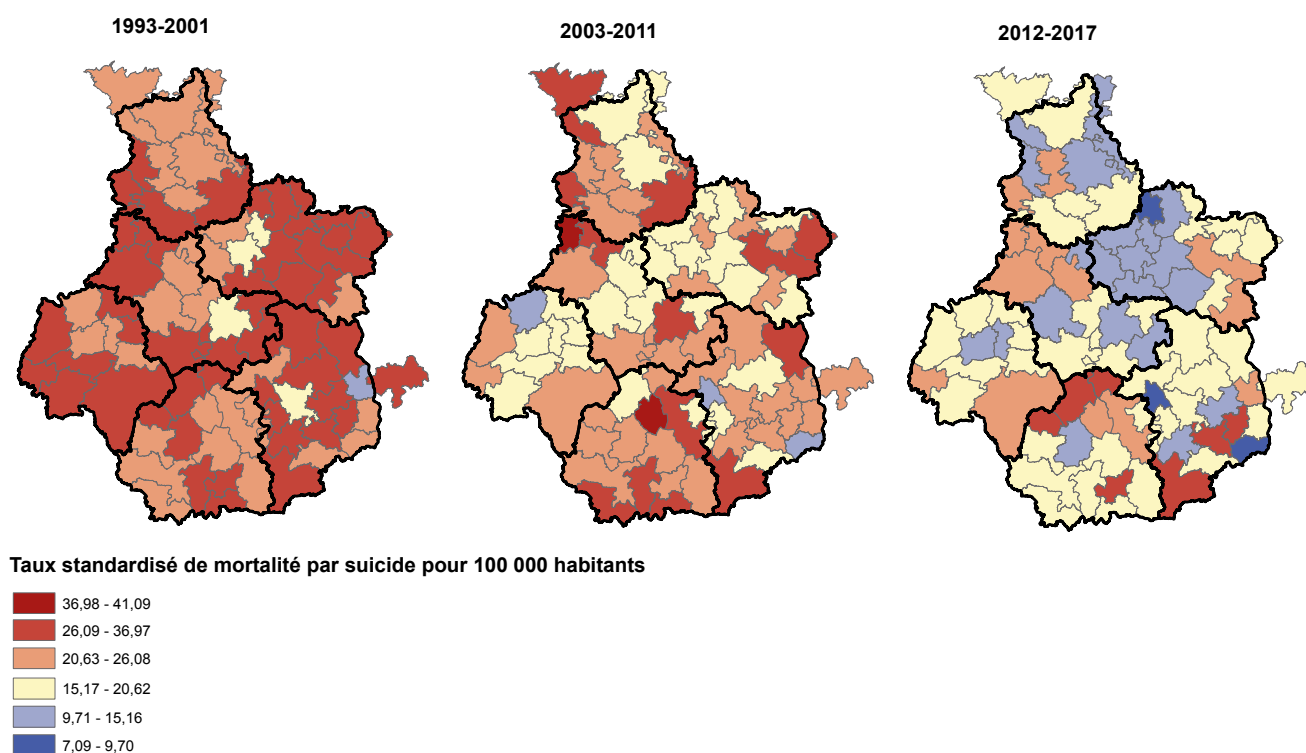 1993-2001
2003-2011
2012-2017
Taux standardisé de mortalité par suicide pour 100 000 habitants
36,98 - 41,09
26,09 - 36,97
20,63 - 26,08
15,17 - 20,62
9,71 - 15,16
7,09 - 9,70